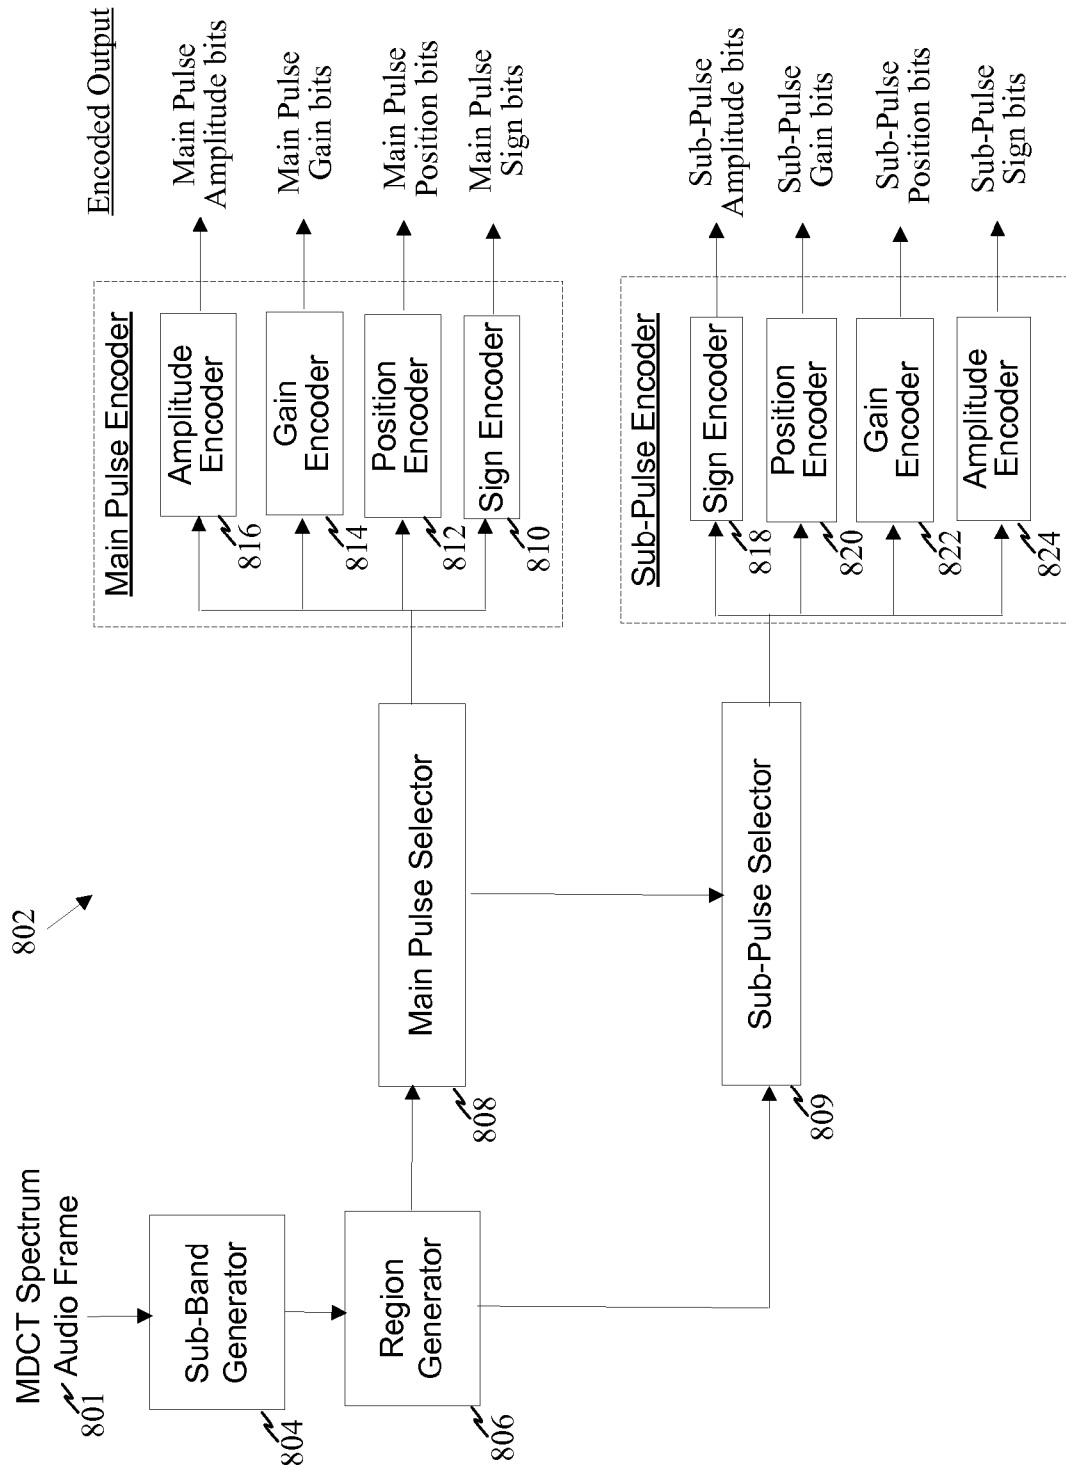 802
MDCT Spectrum
Audio Frame
801
Sub-Band
Generator
804
Region
Generator
806
Main Pulse Selector
808
Sub-Pulse Selector
809
Main Pulse Encoder
Amplitude
Encoder
816
Gain
Encoder
814
Position
Encoder
812
Sign Encoder
810
Sub-Pulse Encoder
Sign Encoder
818
Position
Encoder
820
Gain
Encoder
822
Amplitude
Encoder
824
Encoded Output
Main Pulse
Amplitude bits
Main Pulse
Gain bits
Main Pulse
Position bits
Main Pulse
Sign bits
Sub-Pulse
Amplitude bits
Sub-Pulse
Gain bits
Sub-Pulse
Position bits
Sub-Pulse
Sign bits